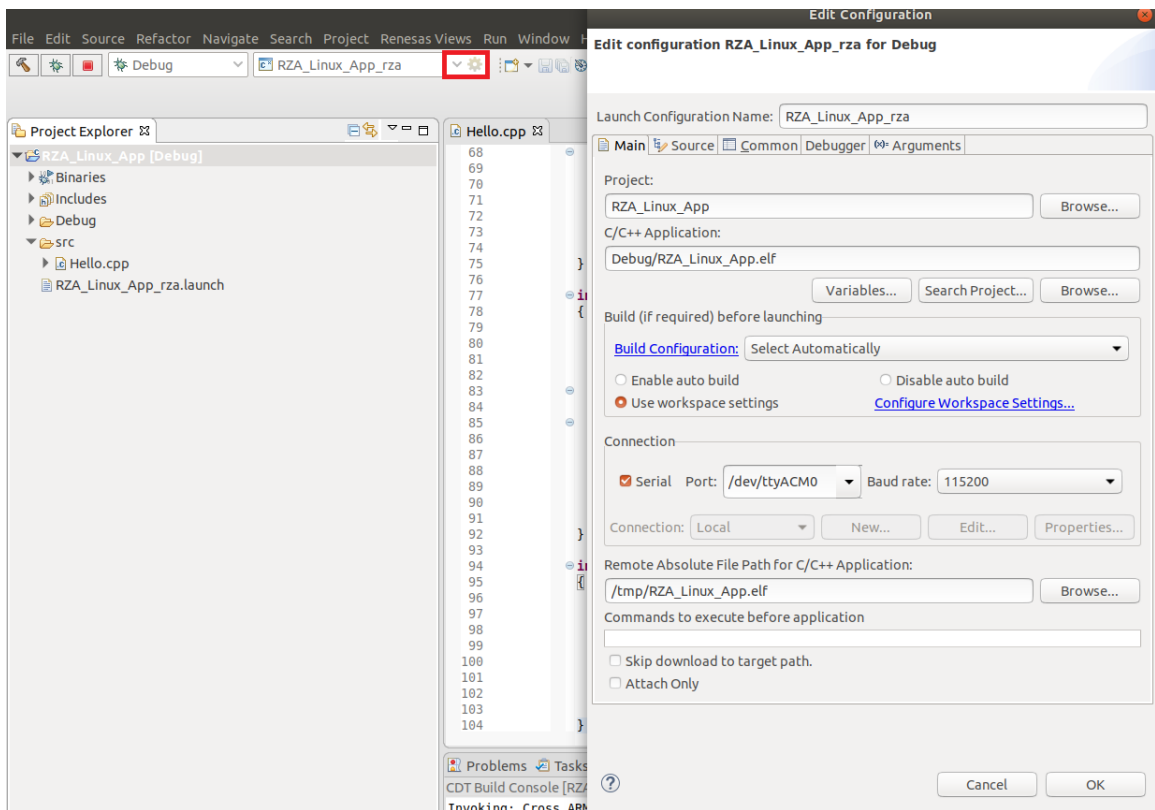 Edit Configuration
File Edit Source Refactor Navigate Search Project Renesas Views Run Window H
Debug
RZA_Linux_App_rza
Project Explorer
RZA_Linux_App [Debug]
Binaries
Includes
Debug
src
Hello.cpp
RZA_Linux_App_rza.launch
Hello.cpp
68
69
70
71
72
73
74
75 }
76
77 in
78 {
79
80
81
82
83
84
85
86
87
88
89
90
91
92 }
93
94 in
95 {
96
97
98
99
100
101
102
103
104 }
Problems Tasks
CDT Build Console [RZA
Invoking: Cross ARM
Edit configuration RZA_Linux_App_rza for Debug
Launch Configuration Name: RZA_Linux_App_rza
Main Source Common Debugger Arguments
Project:
RZA_Linux_App Browse...
C/C++ Application:
Debug/RZA_Linux_App.elf
Variables... Search Project... Browse...
Build (if required) before launching
Build Configuration: Select Automatically
Enable auto build Disable auto build
Use workspace settings Configure Workspace Settings...
Connection
Serial Port: /dev/ttyACM0 Baud rate: 115200
Connection: Local New... Edit... Properties...
Remote Absolute File Path for C/C++ Application:
/tmp/RZA_Linux_App.elf Browse...
Commands to execute before application
Skip download to target path.
Attach Only
Cancel OK